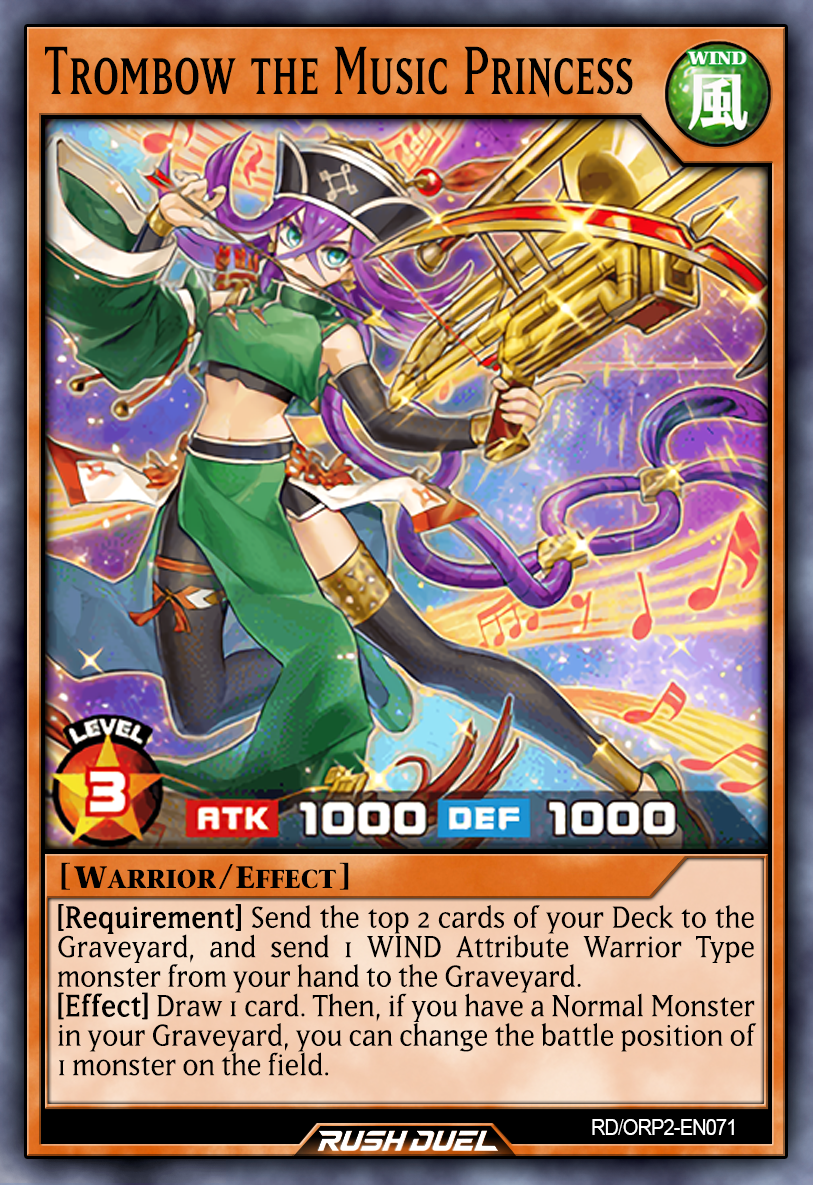 Trombow the Music Princess
WIND
風
LEVEL
3
ATK 1000 DEF 1000
[Warrior/Effect]
[Requirement] Send the top 2 cards of your Deck to the
Graveyard, and send 1 WIND Attribute Warrior Type
monster from your hand to the Graveyard.
[Effect] Draw 1 card. Then, if you have a Normal Monster
in your Graveyard, you can change the battle position of
1 monster on the field.
RD/ORP2-EN071
RUSH DUEL